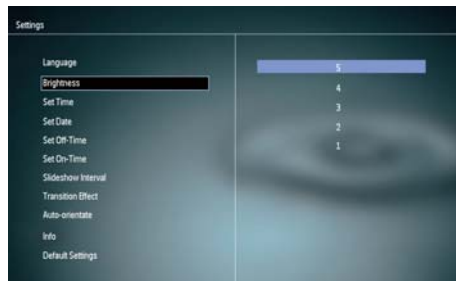 Settings
Language
Brightness
Set Time
Set Date
Set Off-Time
Set On-Time
Slideshow Interval
Transition Effect
Auto-orientate
Info
Default Settings
5
4
3
2
1